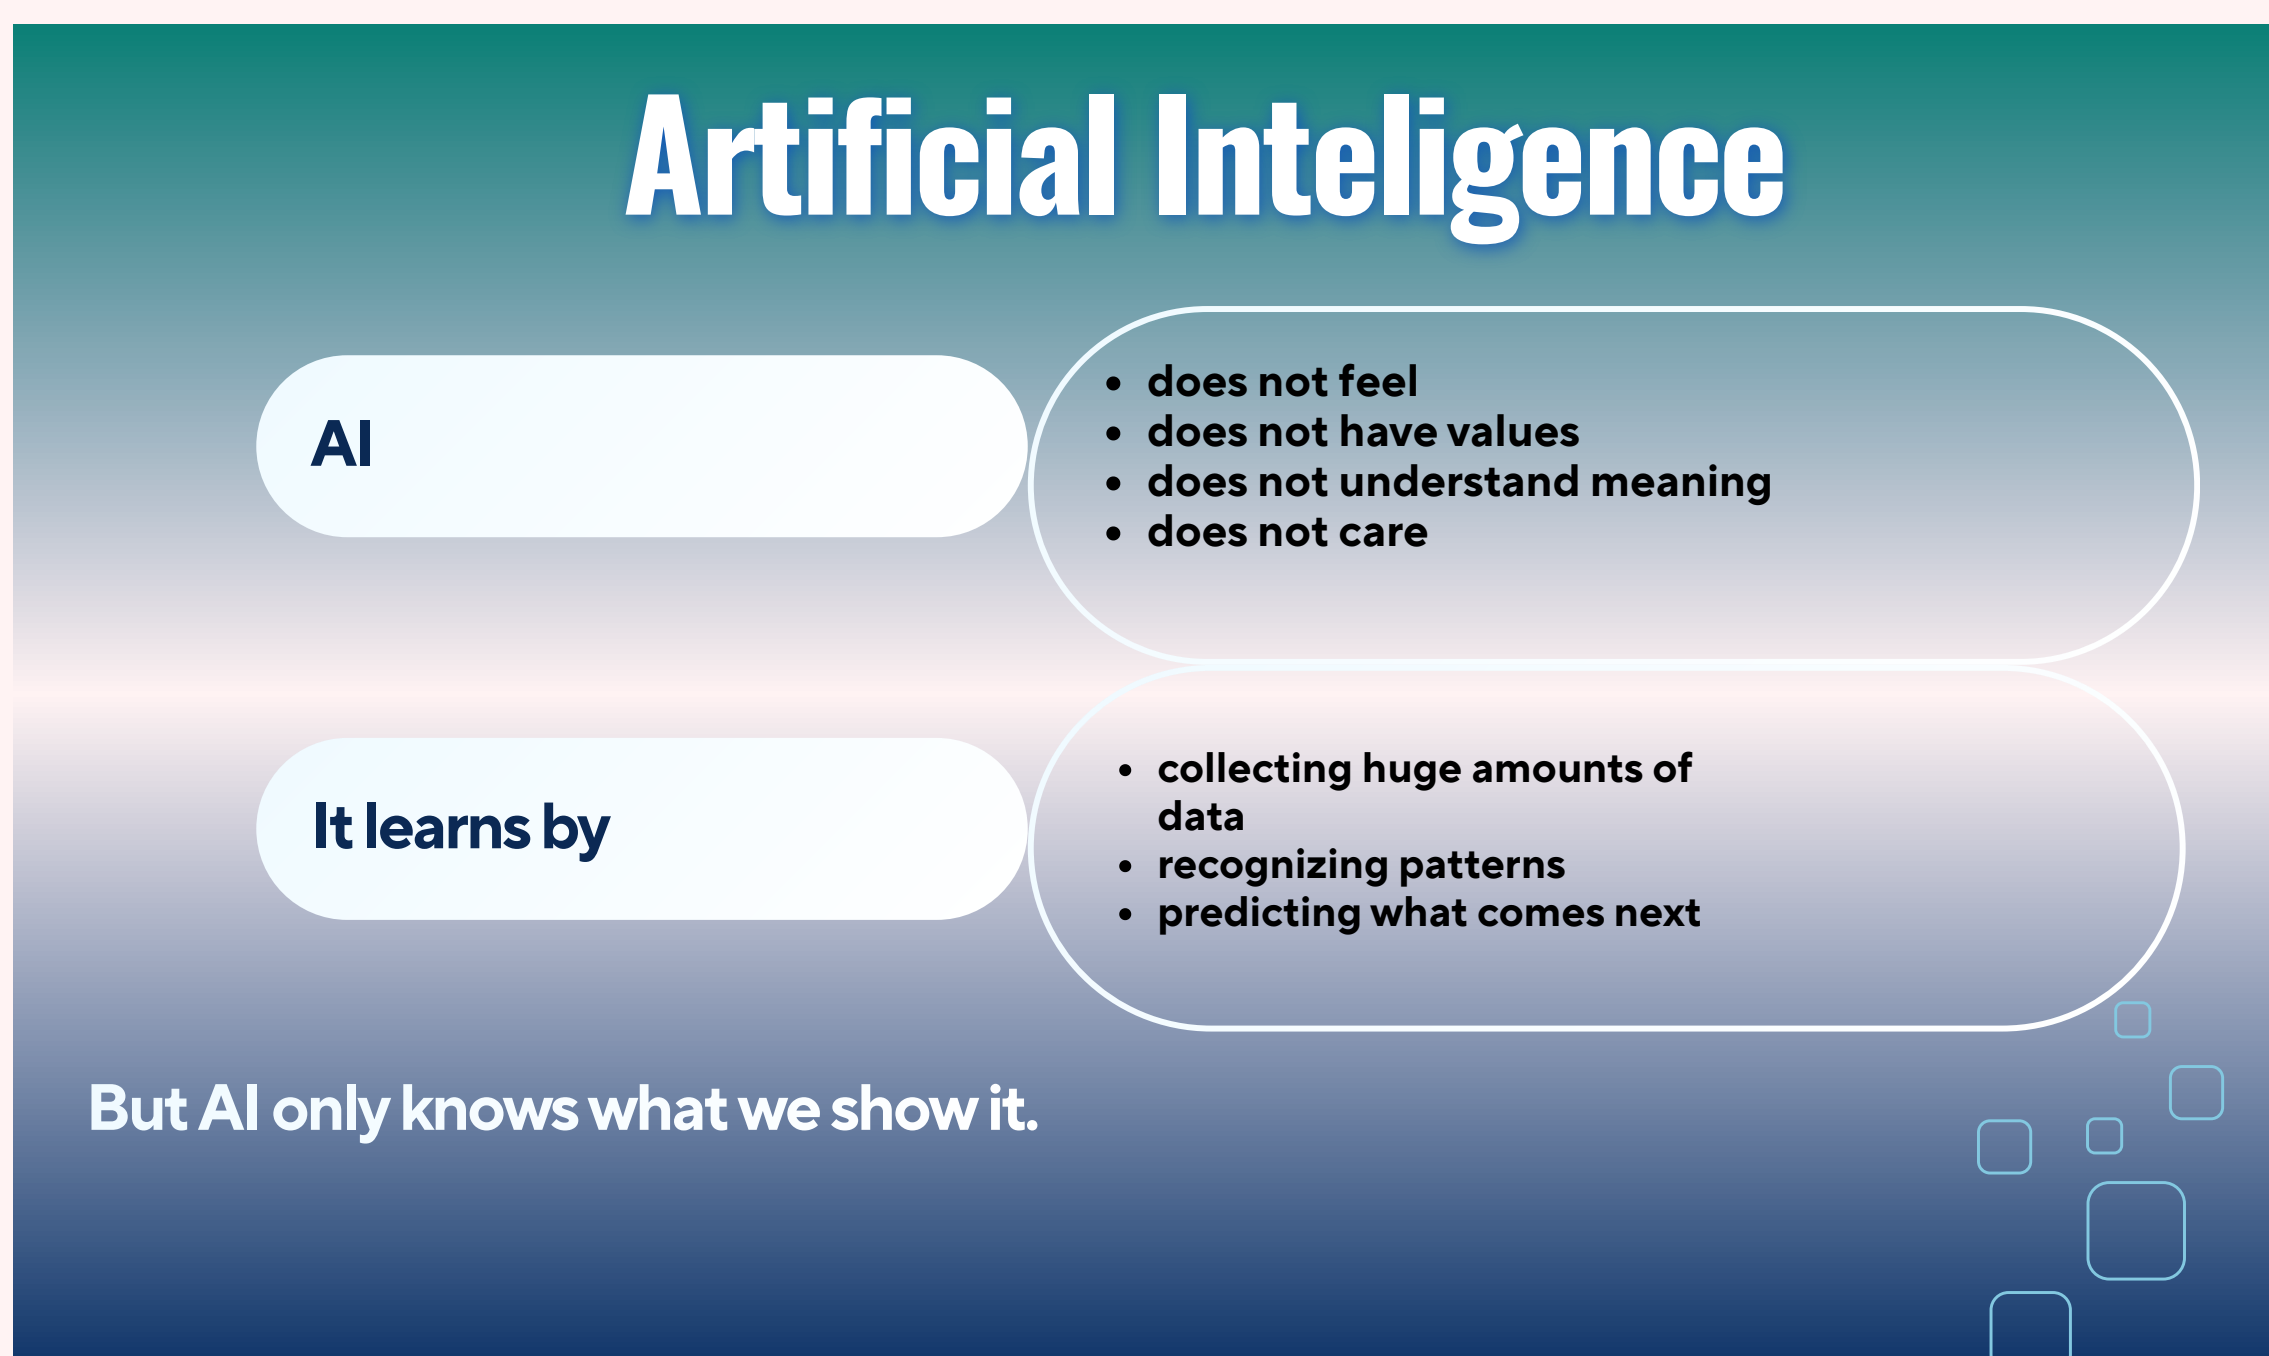 Artificial Inteligence
AI
• does not feel
• does not have values
• does not understand meaning
• does not care
It learns by
• collecting huge amounts of
data
• recognizing patterns
• predicting what comes next
But AI only knows what we show it.